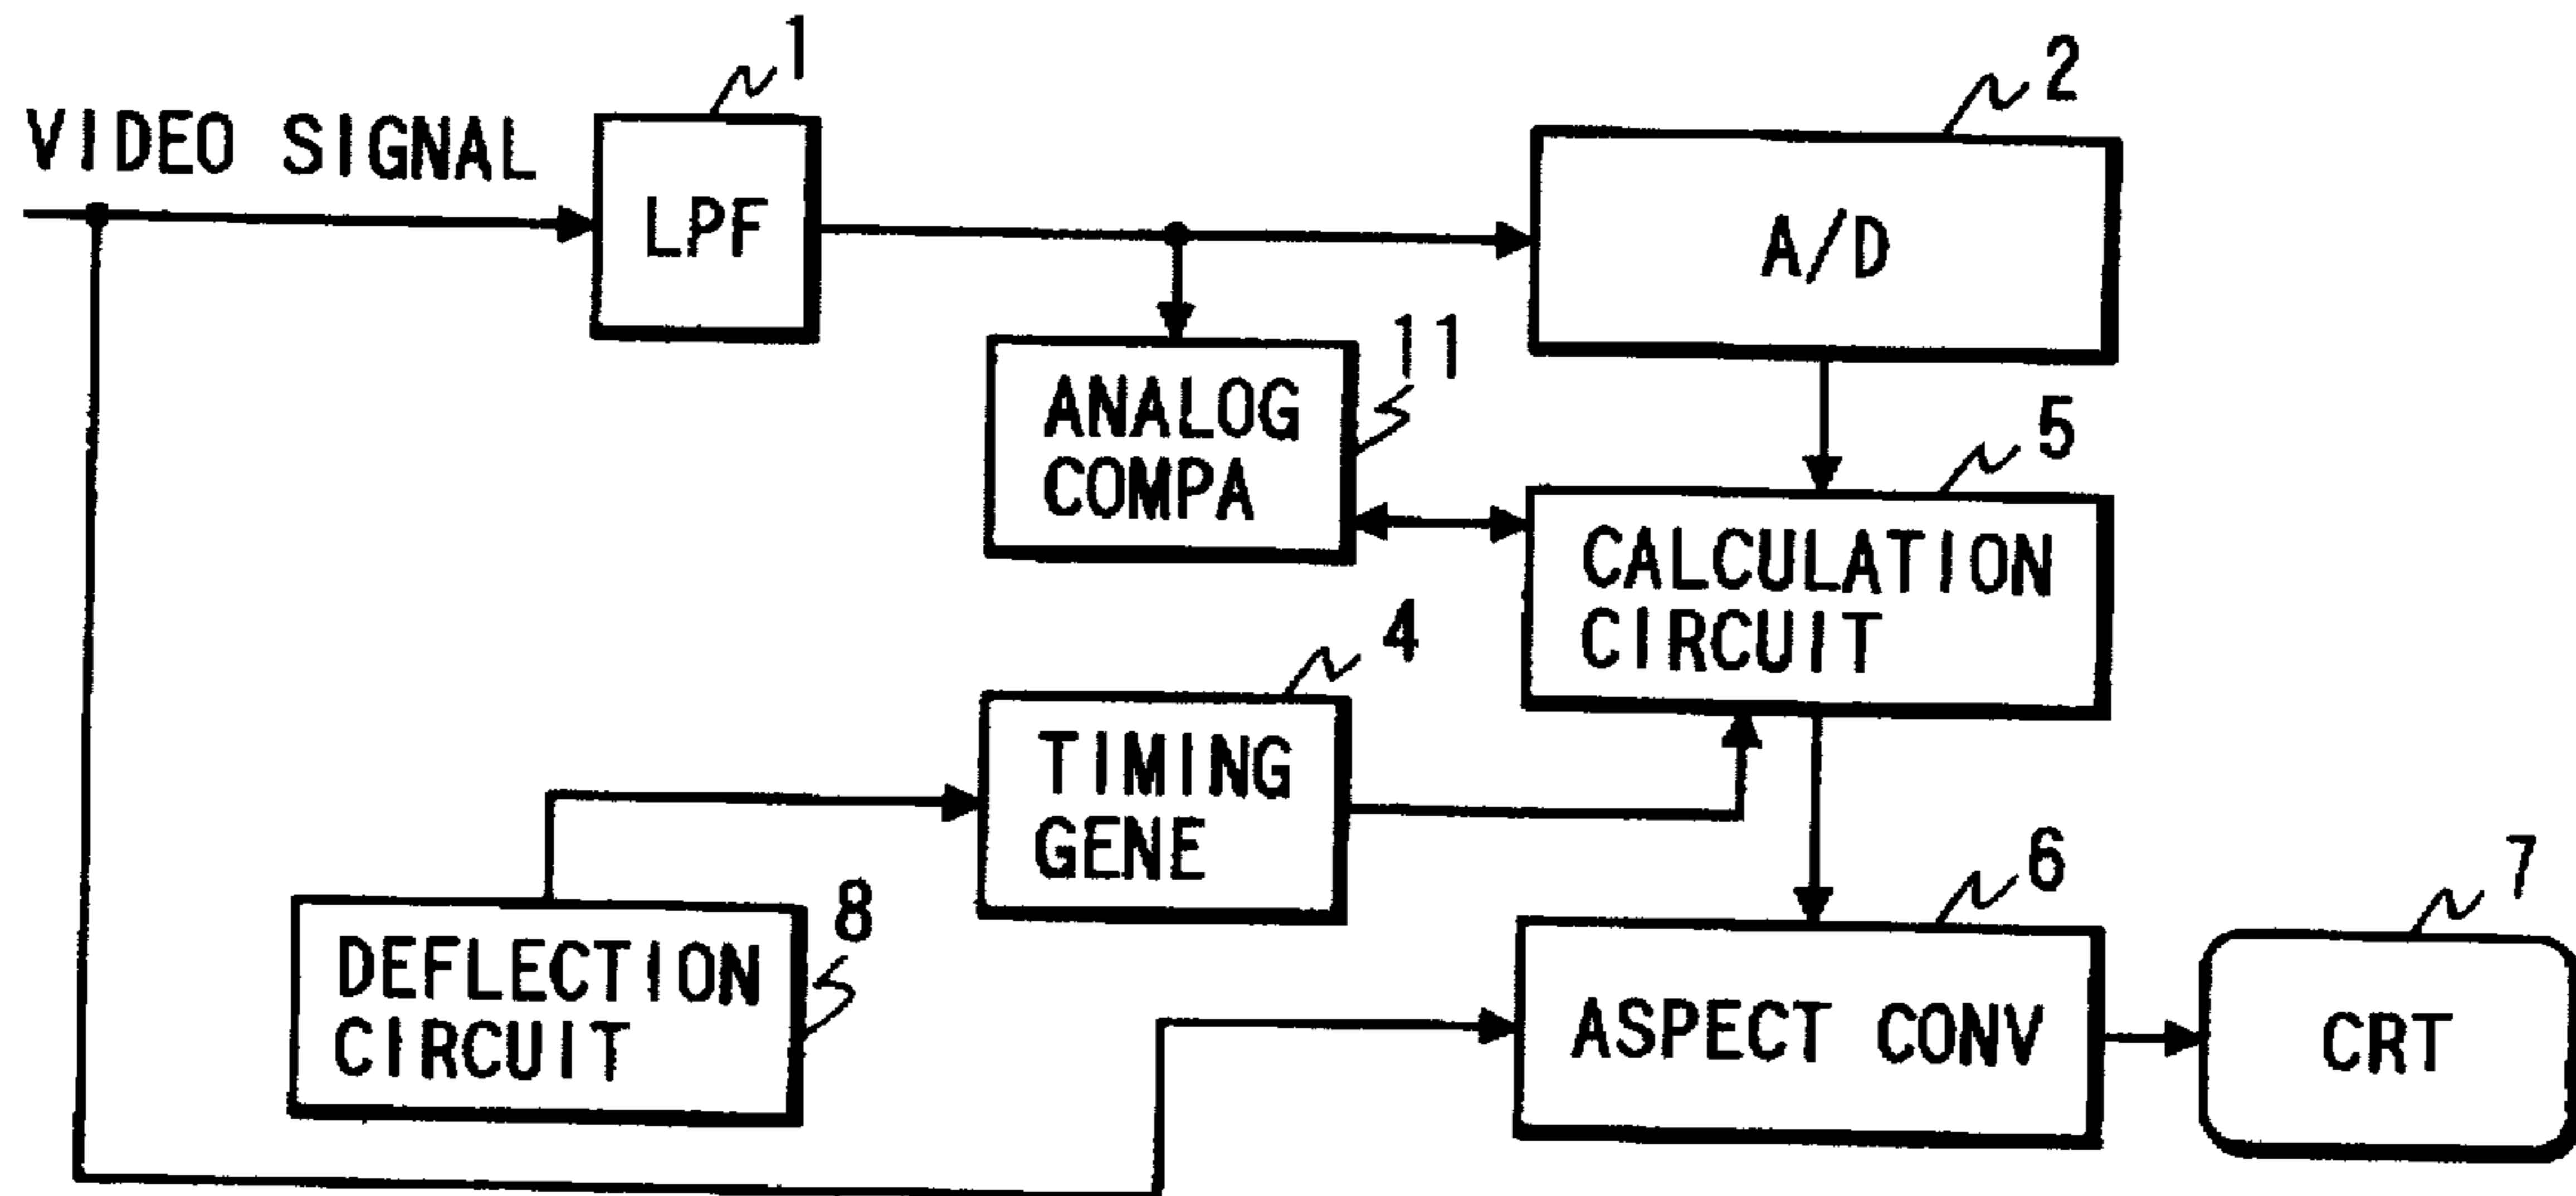 1
2
VIDEO SIGNAL
LPF
A/D
11
ANALOG
COMPA
5
CALCULATION
CIRCUIT
4
TIMING
GENE
6
7
8
DEFLECTION
CIRCUIT
ASPECT CONV
CRT